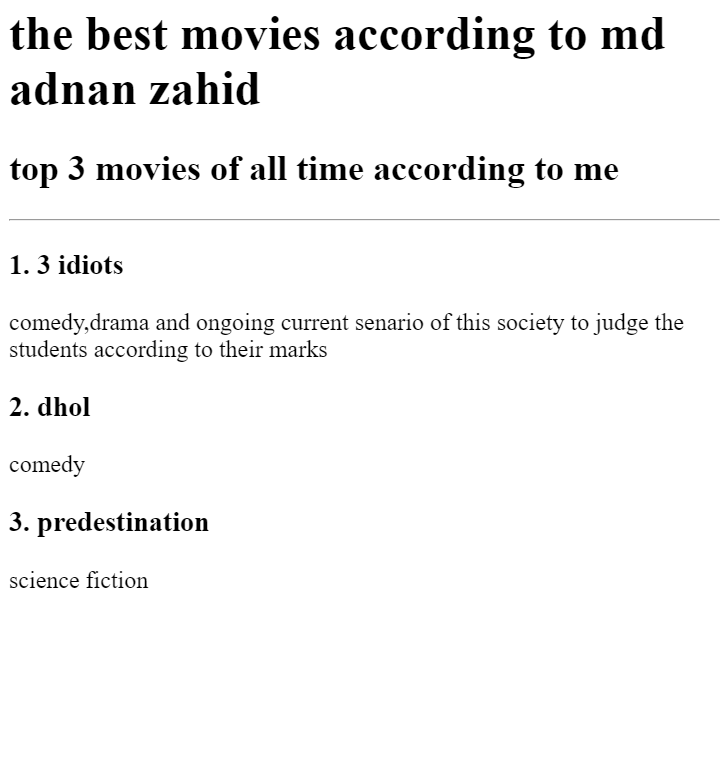 the best movies according to md
adnan zahid
top 3 movies of all time according to me
1. 3 idiots
comedy,drama and ongoing current senario of this society to judge the
students according to their marks
2. dhol
comedy
3. predestination
science fiction